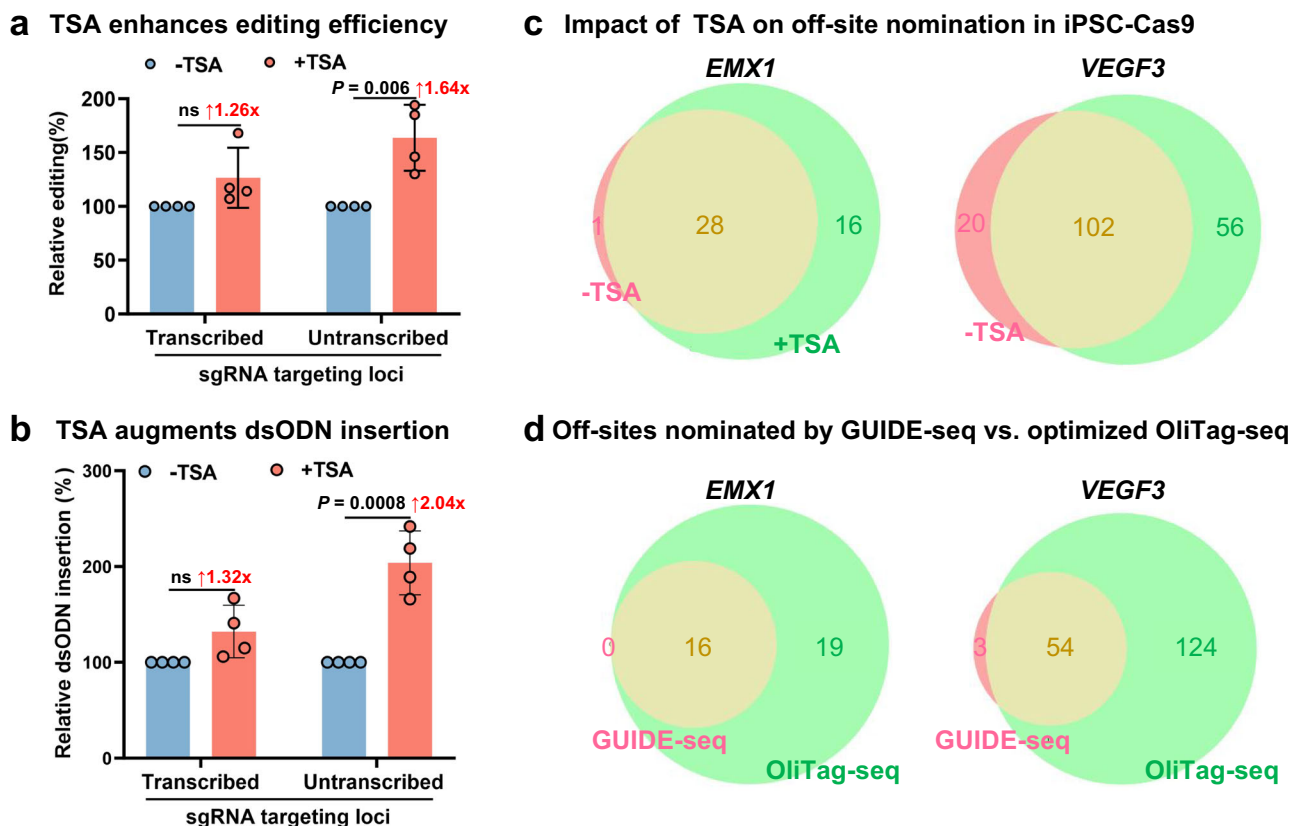 a TSA enhances editing efficiency
-TSA +TSA
Relative editing(%)
200
150
100
50
0
ns ↑1.26x
P = 0.006 ↑1.64x
Transcribed Untranscribed
sgRNA targeting loci
b TSA augments dsODN insertion
-TSA +TSA
Relative dsODN insertion (%)
300
200
100
0
ns ↑1.32x
P = 0.0008 ↑2.04x
Transcribed Untranscribed
sgRNA targeting loci
c Impact of TSA on off-site nomination in iPSC-Cas9
EMX1
1 28 16
-TSA
+TSA
VEGF3
20 102 56
-TSA
d Off-sites nominated by GUIDE-seq vs. optimized OliTag-seq
EMX1
0 16 19
GUIDE-seq
OliTag-seq
VEGF3
3 54 124
GUIDE-seq
OliTag-seq